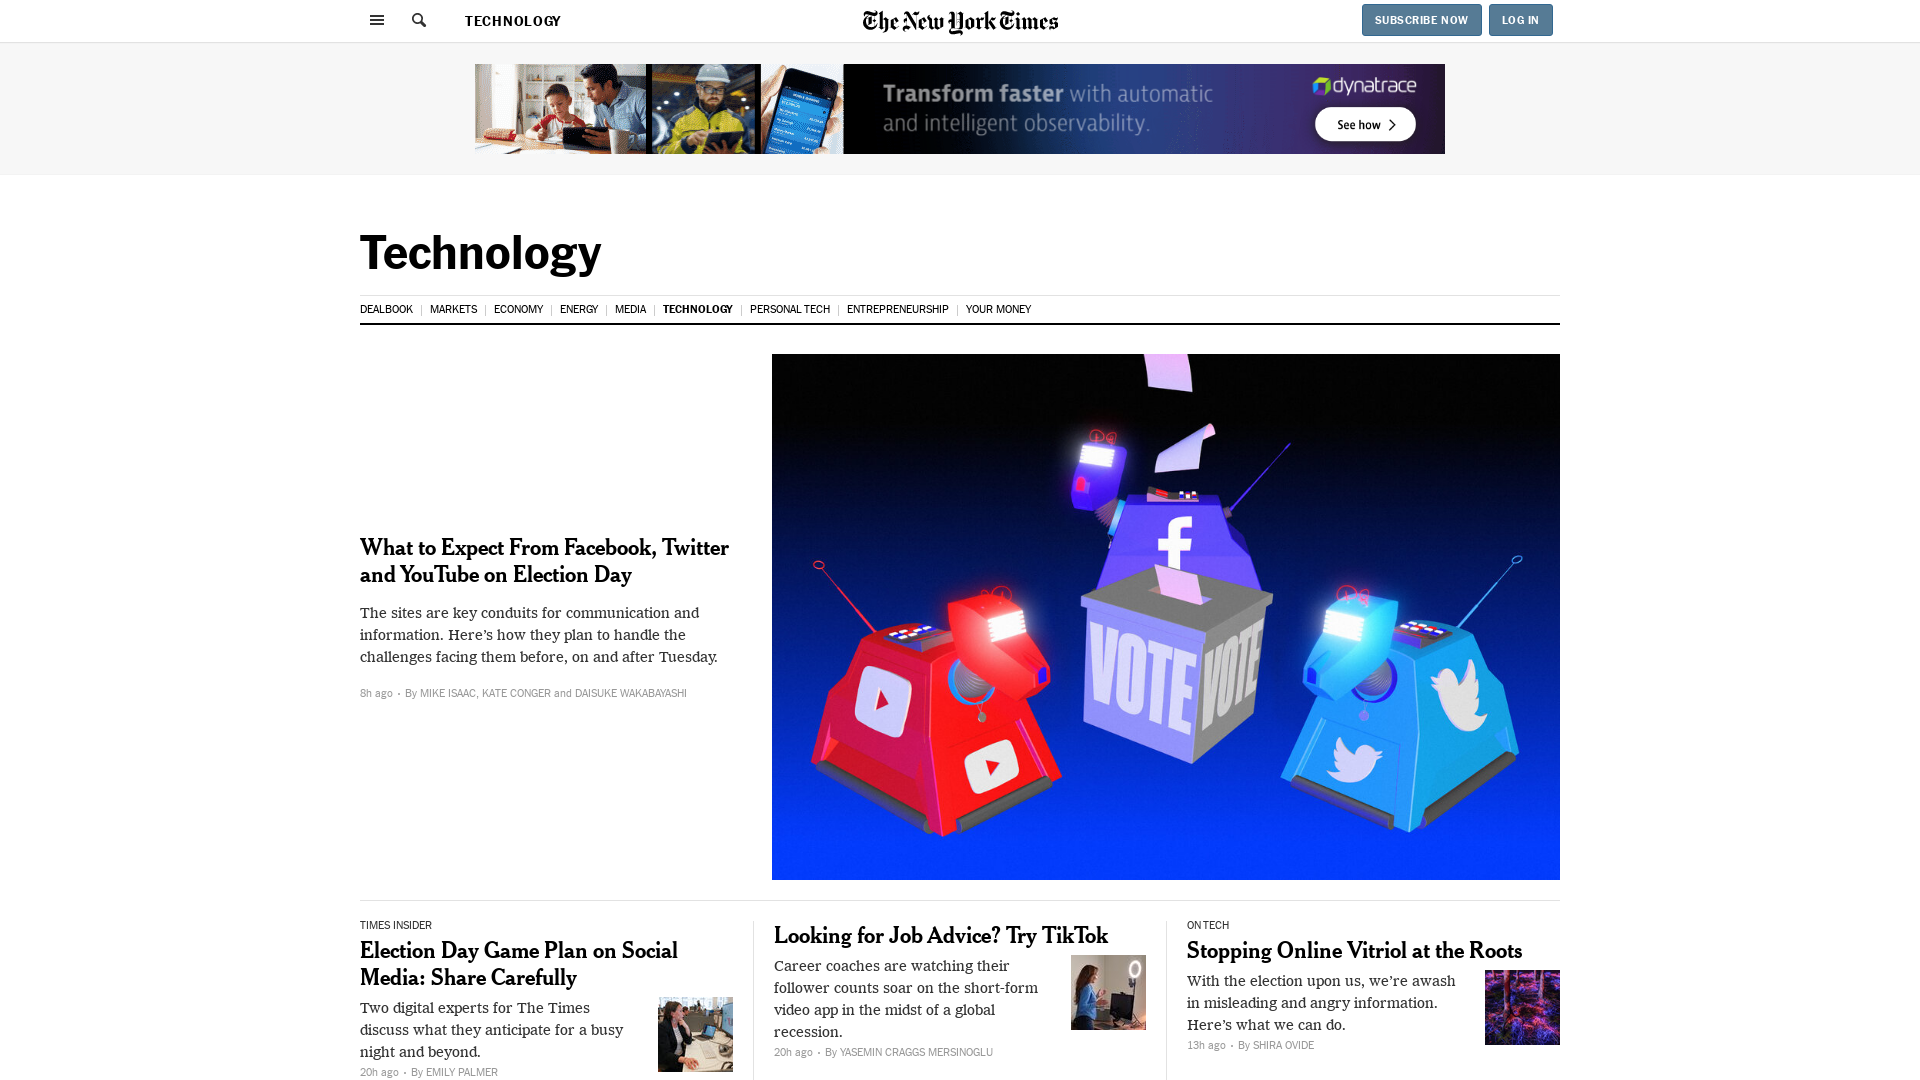 TECHNOLOGY
The New York Times
SUBSCRIBE NOW
LOG IN
Transform faster with automatic
and intelligent observability.
dynatrace
See how
Technology
DEALBOOK
MARKETS
ECONOMY
ENERGY
MEDIA
TECHNOLOGY
PERSONAL TECH
ENTREPRENEURSHIP
YOUR MONEY
What to Expect From Facebook, Twitter
and YouTube on Election Day
The sites are key conduits for communication and
information. Here’s how they plan to handle the
challenges facing them before, on and after Tuesday.
8h ago • By MIKE ISAAC, KATE CONGER and DAISUKE WAKABAYASHI
f
VOTE
VOTE
TIMES INSIDER
Election Day Game Plan on Social
Media: Share Carefully
Two digital experts for The Times
discuss what they anticipate for a busy
night and beyond.
20h ago • By EMILY PALMER
Looking for Job Advice? Try TikTok
Career coaches are watching their
follower counts soar on the short-form
video app in the midst of a global
recession.
20h ago • By YASEMIN CRAGGS MERSINOGLU
ON TECH
Stopping Online Vitriol at the Roots
With the election upon us, we’re awash
in misleading and angry information.
Here’s what we can do.
13h ago • By SHIRA OVIDE